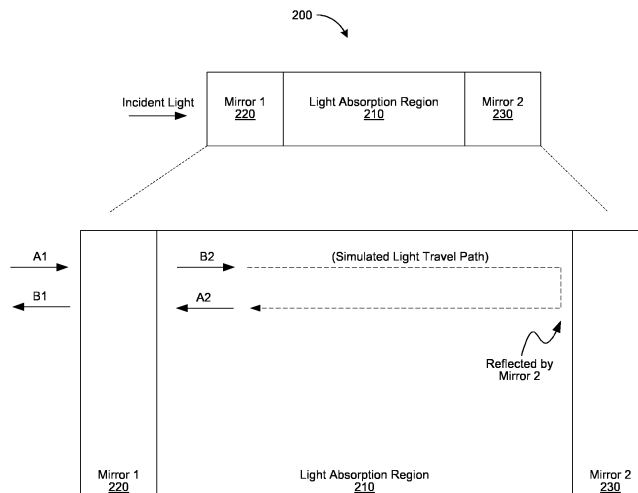 200
Incident Light
Mirror 1
220
Light Absorption Region
210
Mirror 2
230
A1
B1
B2
(Simulated Light Travel Path)
A2
Reflected by
Mirror 2
Mirror 1
220
Light Absorption Region
210
Mirror 2
230